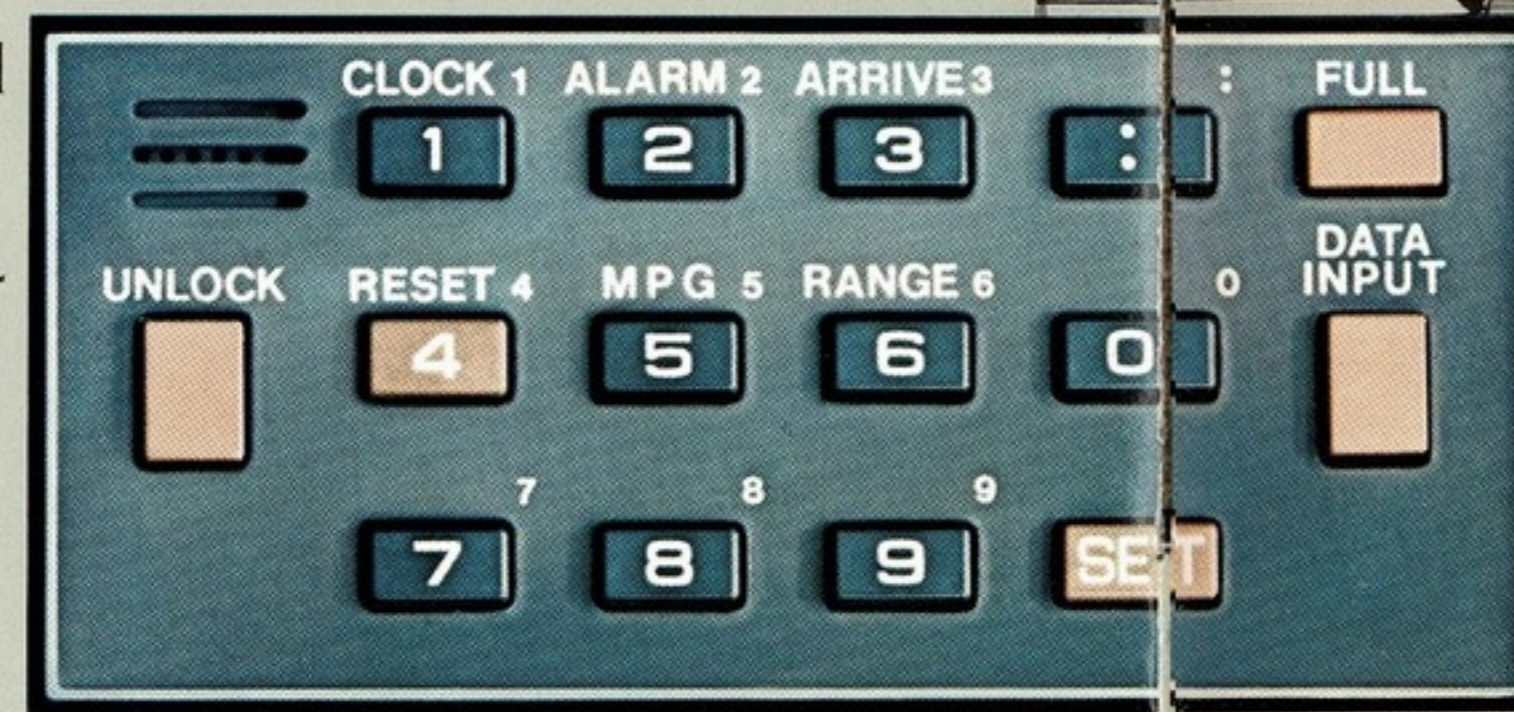 CLOCK 1 ALARM 2 ARRIVE 3 : FULL
1 2 3 :
DATA
UNLOCK RESET 4 MPG 5 RANGE 6 0 INPUT
4 5 6 0
7 8 9
7 8 9 SET